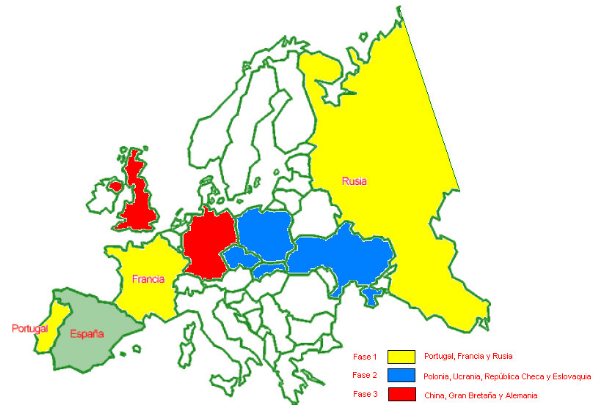 Rusia
Francia
Portugal
España
Fase 1 Portugal, Francia y Rusia
Fase 2 Polonia, Ucrania, República Checa y Eslovaquia
Fase 3 China, Gran Bretaña y Alemania